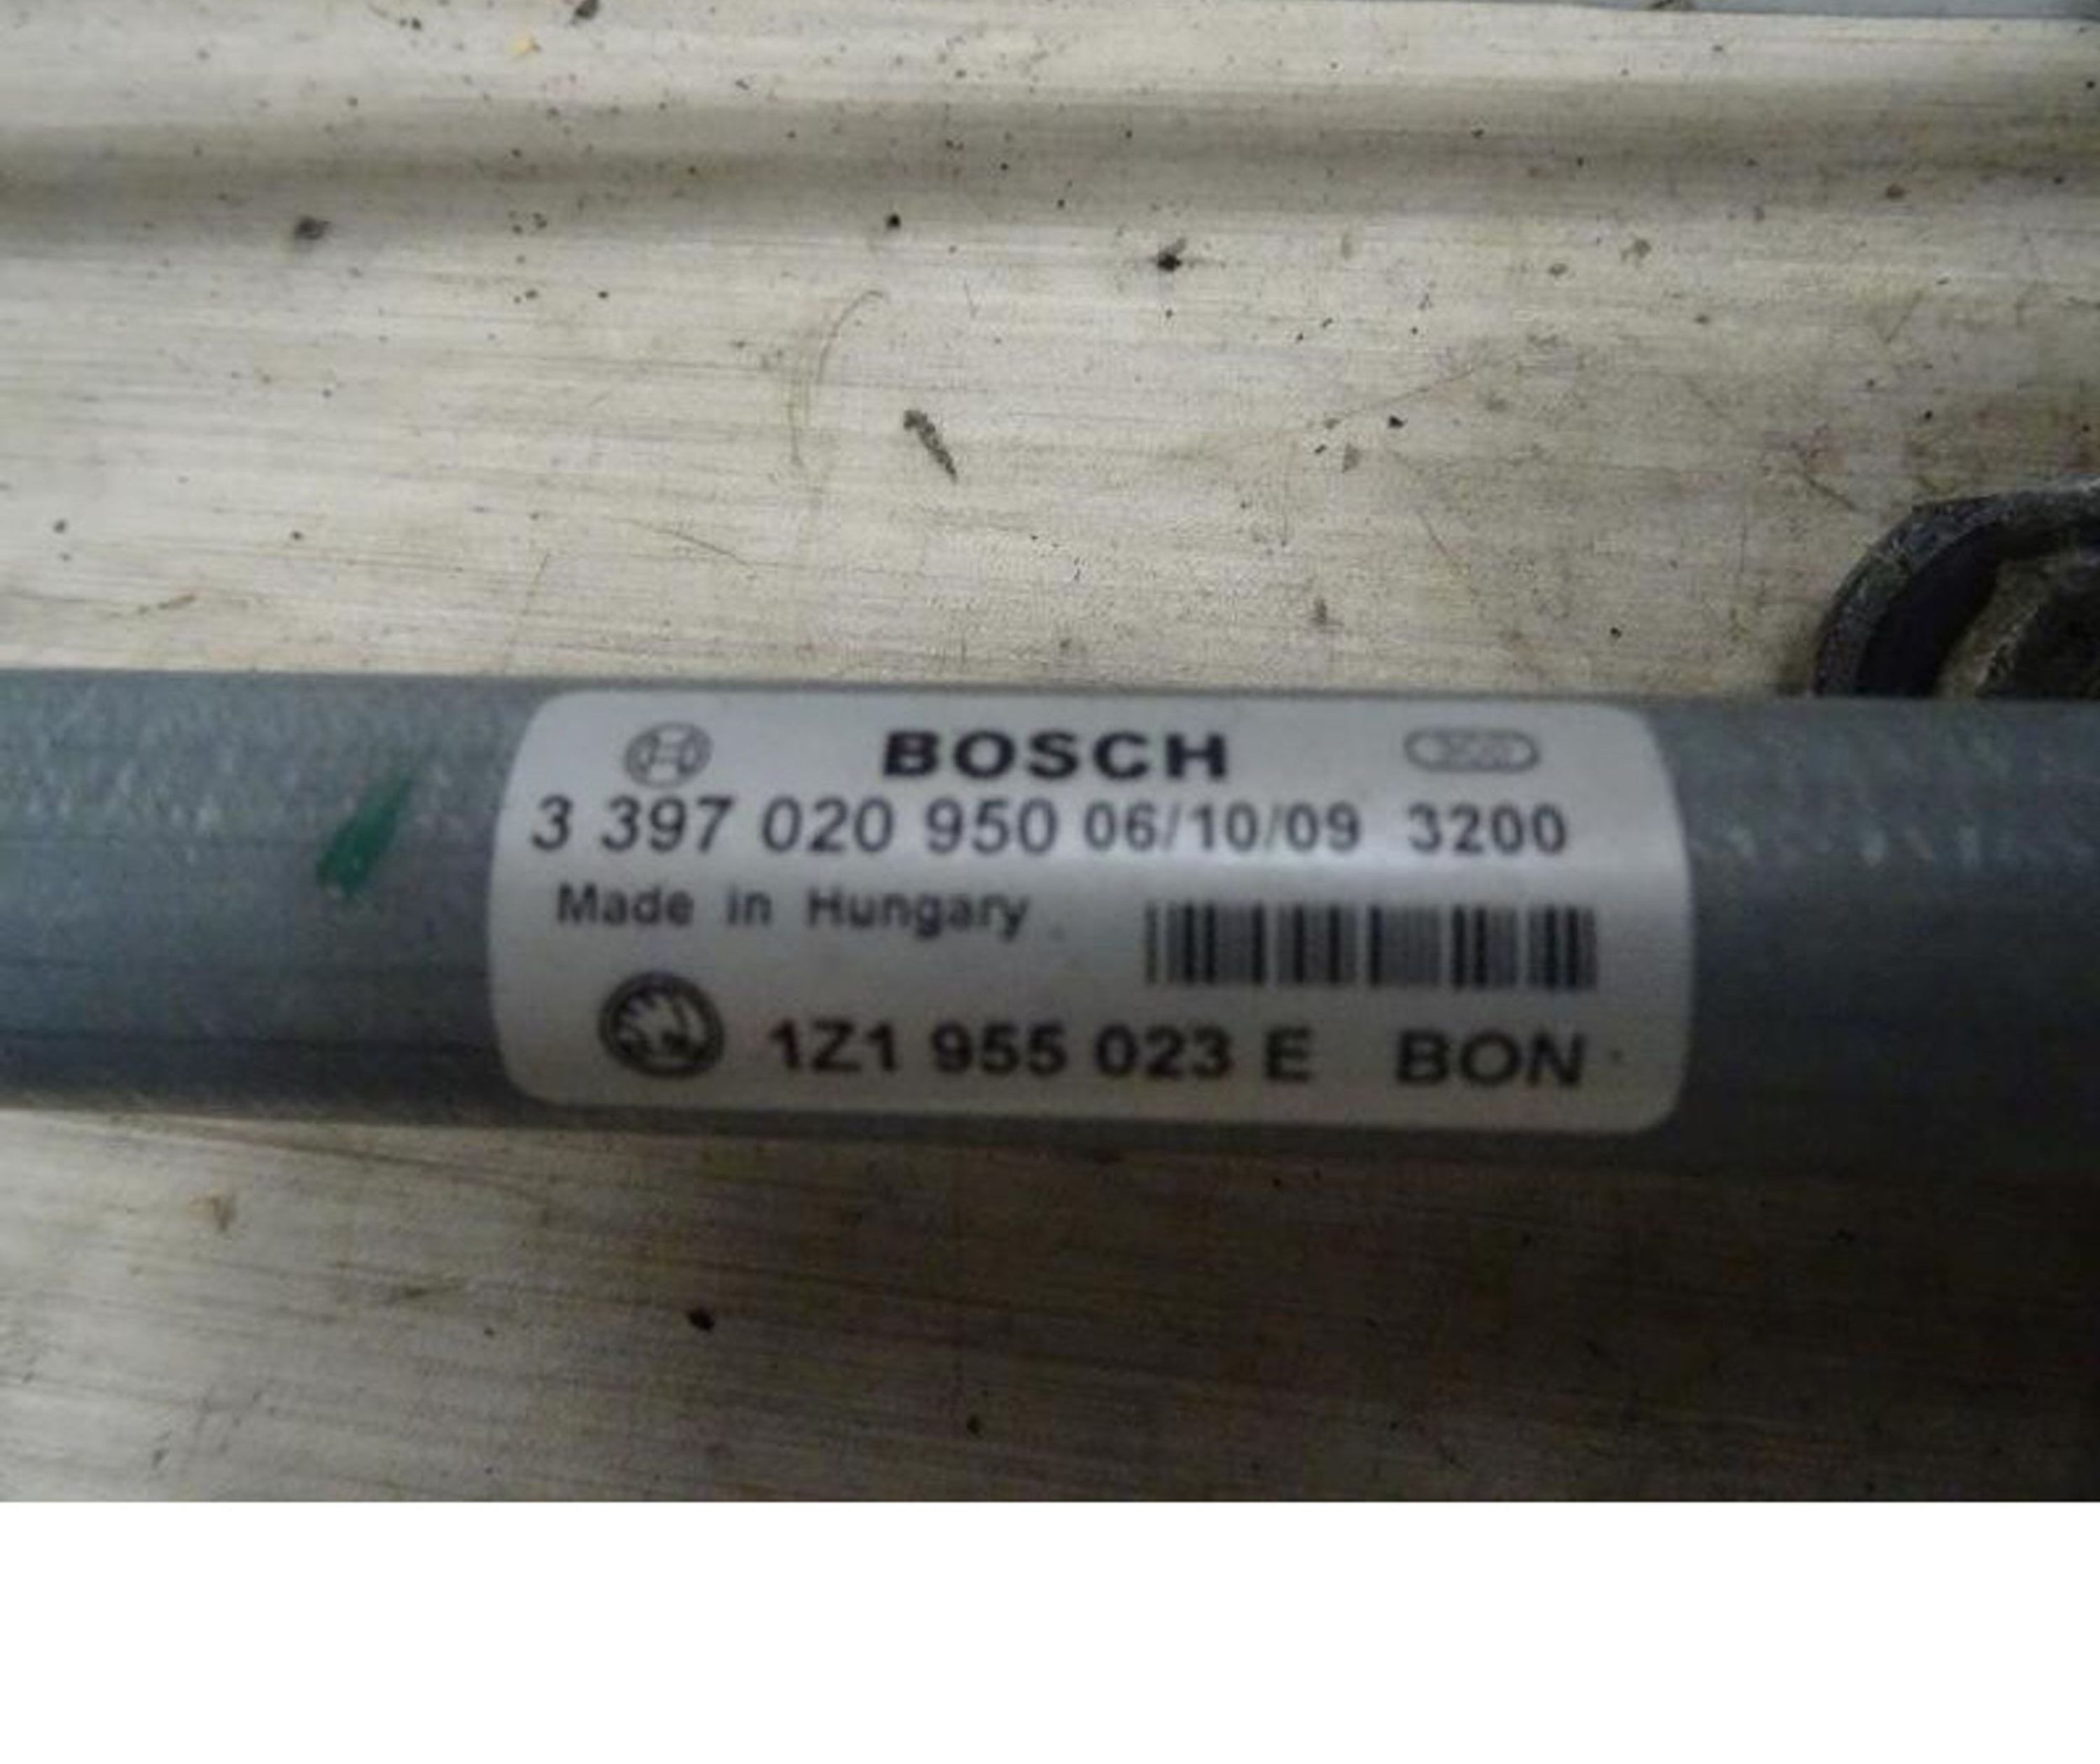 BOSCH
3 397 020 950 06/10/09 3200
Made in Hungary
1Z1 955 023 E BON